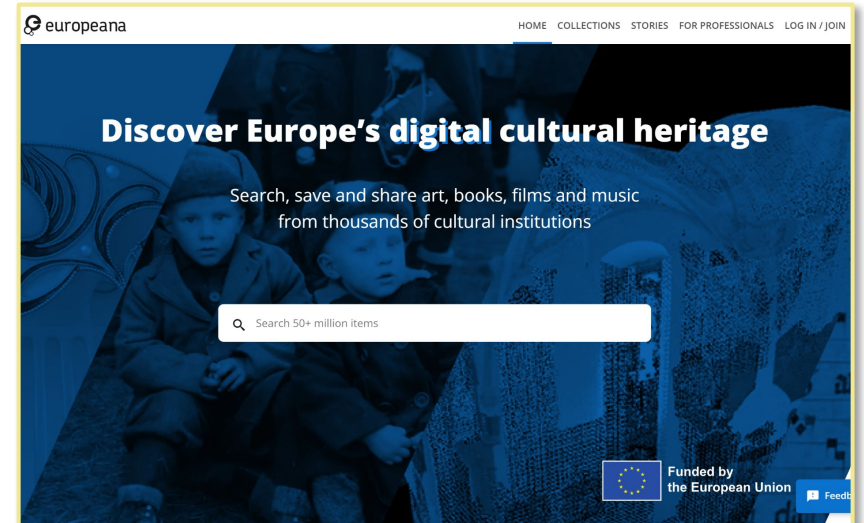 europeana
HOME COLLECTIONS STORIES FOR PROFESSIONALS LOG IN / JOIN
Discover Europe's digital cultural heritage
Search, save and share art, books, films and music
from thousands of cultural institutions
Search 50+ million items
Funded by
the European Union
Feedb